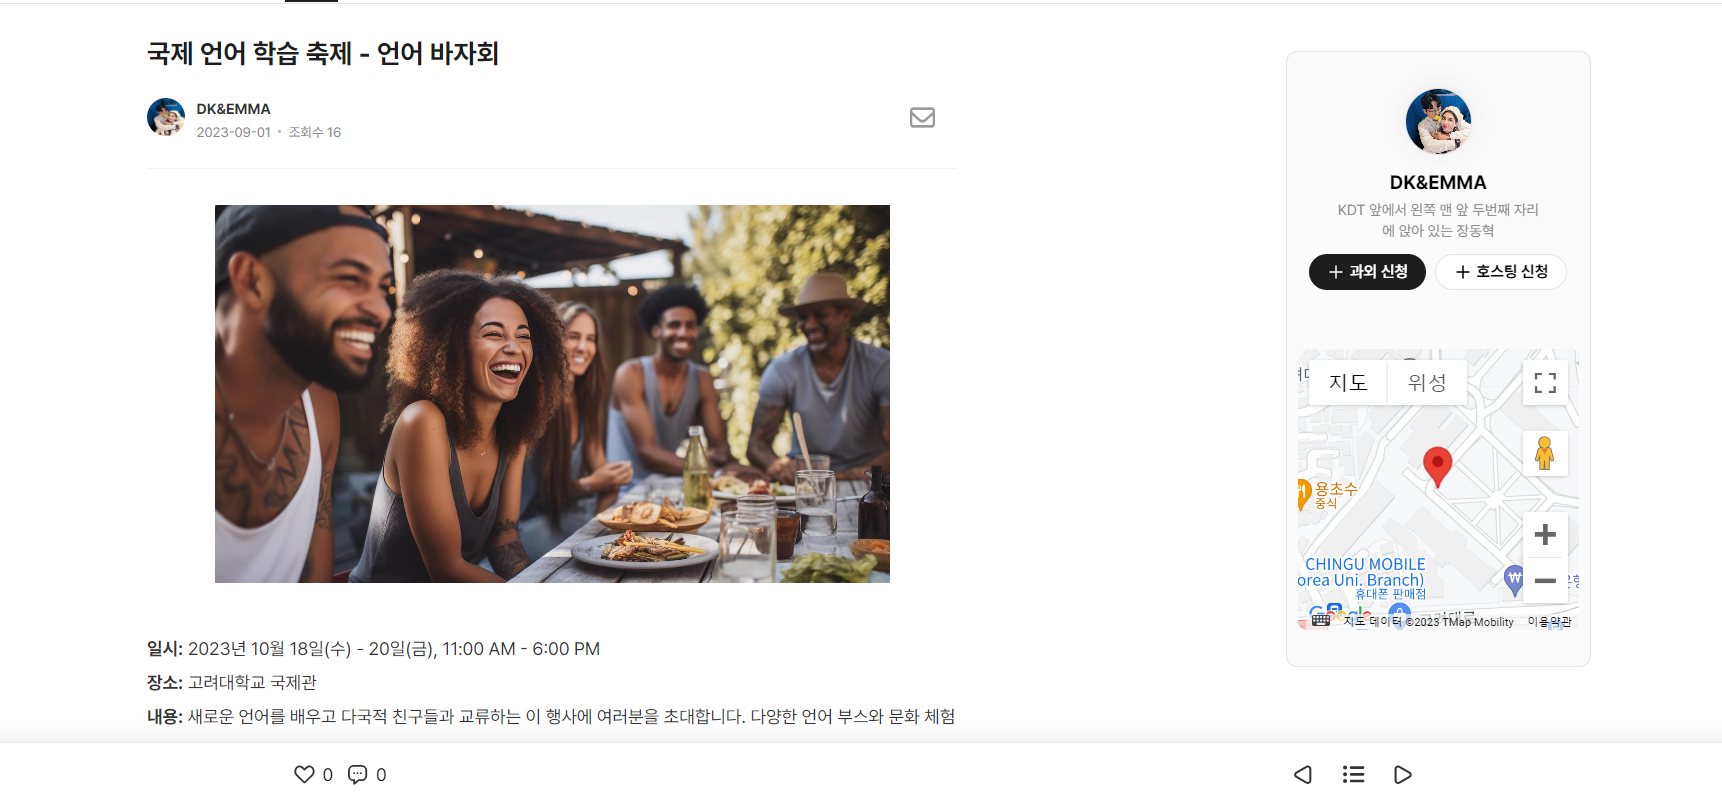 국제 언어 학습 축제 - 언어 바자회
DK&EMMA
2023-09-01 · 조회수 16
일시: 2023년 10월 18일(수) - 20일(금), 11:00 AM - 6:00 PM
장소: 고려대학교 국제관
내용: 새로운 언어를 배우고 다국적 친구들과 교류하는 이 행사에 여러분을 초대합니다. 다양한 언어 부스와 문화 체험
0
0
DK&EMMA
KDT 앞에서 왼쪽 맨 앞 두번째 자리
에 앉아 있는 장동혁
과외 신청
호스팅 신청
지도
위성
용초수
중식
CHINGU MOBILE
orea Uni. Branch)
휴대폰 판매점
Google
지도 데이터 ©2023 TMap Mobility
이용약관